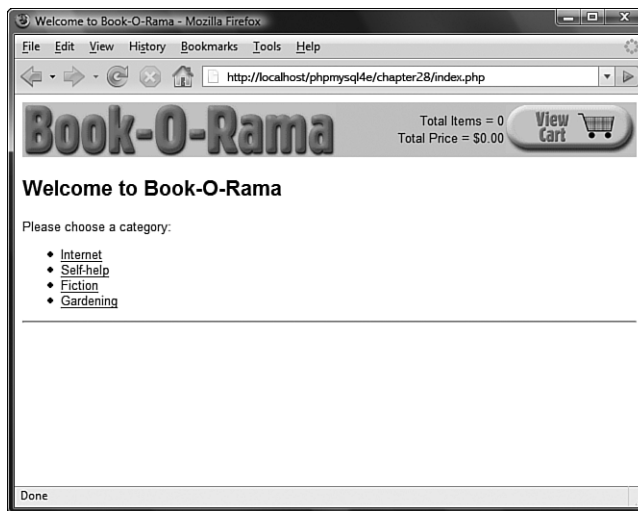 Welcome to Book-O-Rama - Mozilla Firefox
File Edit View History Bookmarks Tools Help
http://localhost/phpmysql4e/chapter28/index.php
Book-O-Rama
Total Items = 0
Total Price = $0.00
View Cart
Welcome to Book-O-Rama
Please choose a category:
Internet
Self-help
Fiction
Gardening
Done